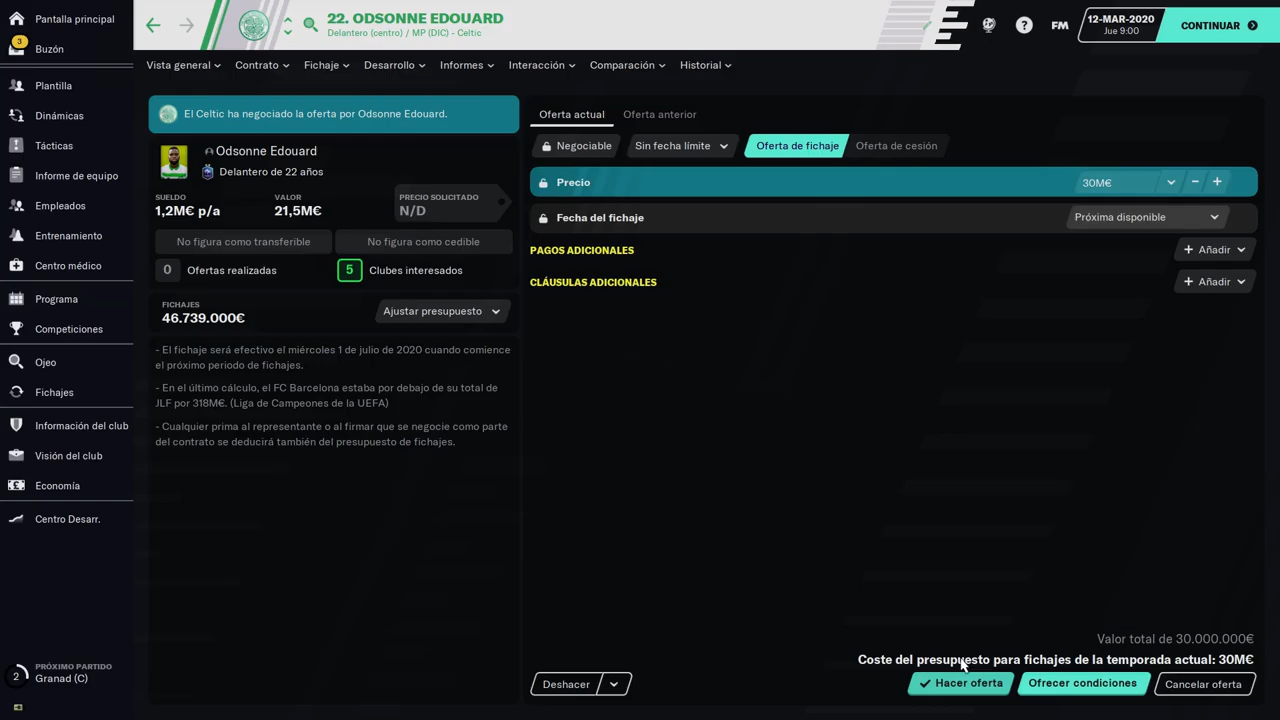 Pantalla principal
3
Buzón
Plantilla
Dinámicas
Tácticas
Informe de equipo
Empleados
Entrenamiento
Centro médico
Programa
Competiciones
Ojeo
Fichajes
Información del club
Visión del club
Economía
Centro Desarr.
PRÓXIMO PARTIDO
2
Granad (C)
22. ODSONNE EDOUARD
Delantero (centro) / MP (DIC) - Celtic
?
FM
12-MAR-2020
Jue 9:00
CONTINUAR
Vista general
Contrato
Fichaje
Desarrollo
Informes
Interacción
Comparación
Historial
El Celtic ha negociado la oferta por Odsonne Edouard.
Odsonne Edouard
Delantero de 22 años
SUELDO
1,2M€ p/a
VALOR
21,5M€
PRECIO SOLICITADO
N/D
No figura como transferible
No figura como cedible
0 Ofertas realizadas
5 Clubes interesados
FICHAJES
46.739.000€
Ajustar presupuesto
- El fichaje será efectivo el miércoles 1 de julio de 2020 cuando comience
el próximo periodo de fichajes.
- En el último cálculo, el FC Barcelona estaba por debajo de su total de
JLF por 318M€. (Liga de Campeones de la UEFA)
- Cualquier prima al representante o al firmar que se negocie como parte
del contrato se deducirá también del presupuesto de fichajes.
Oferta actual
Oferta anterior
Negociable
Sin fecha límite
Oferta de fichaje
Oferta de cesión
Precio
30M€
Fecha del fichaje
Próxima disponible
PAGOS ADICIONALES
+ Añadir
CLÁUSULAS ADICIONALES
+ Añadir
Valor total de 30.000.000€
Coste del presupuesto para fichajes de la temporada actual: 30M€
Deshacer
Hacer oferta
Ofrecer condiciones
Cancelar oferta